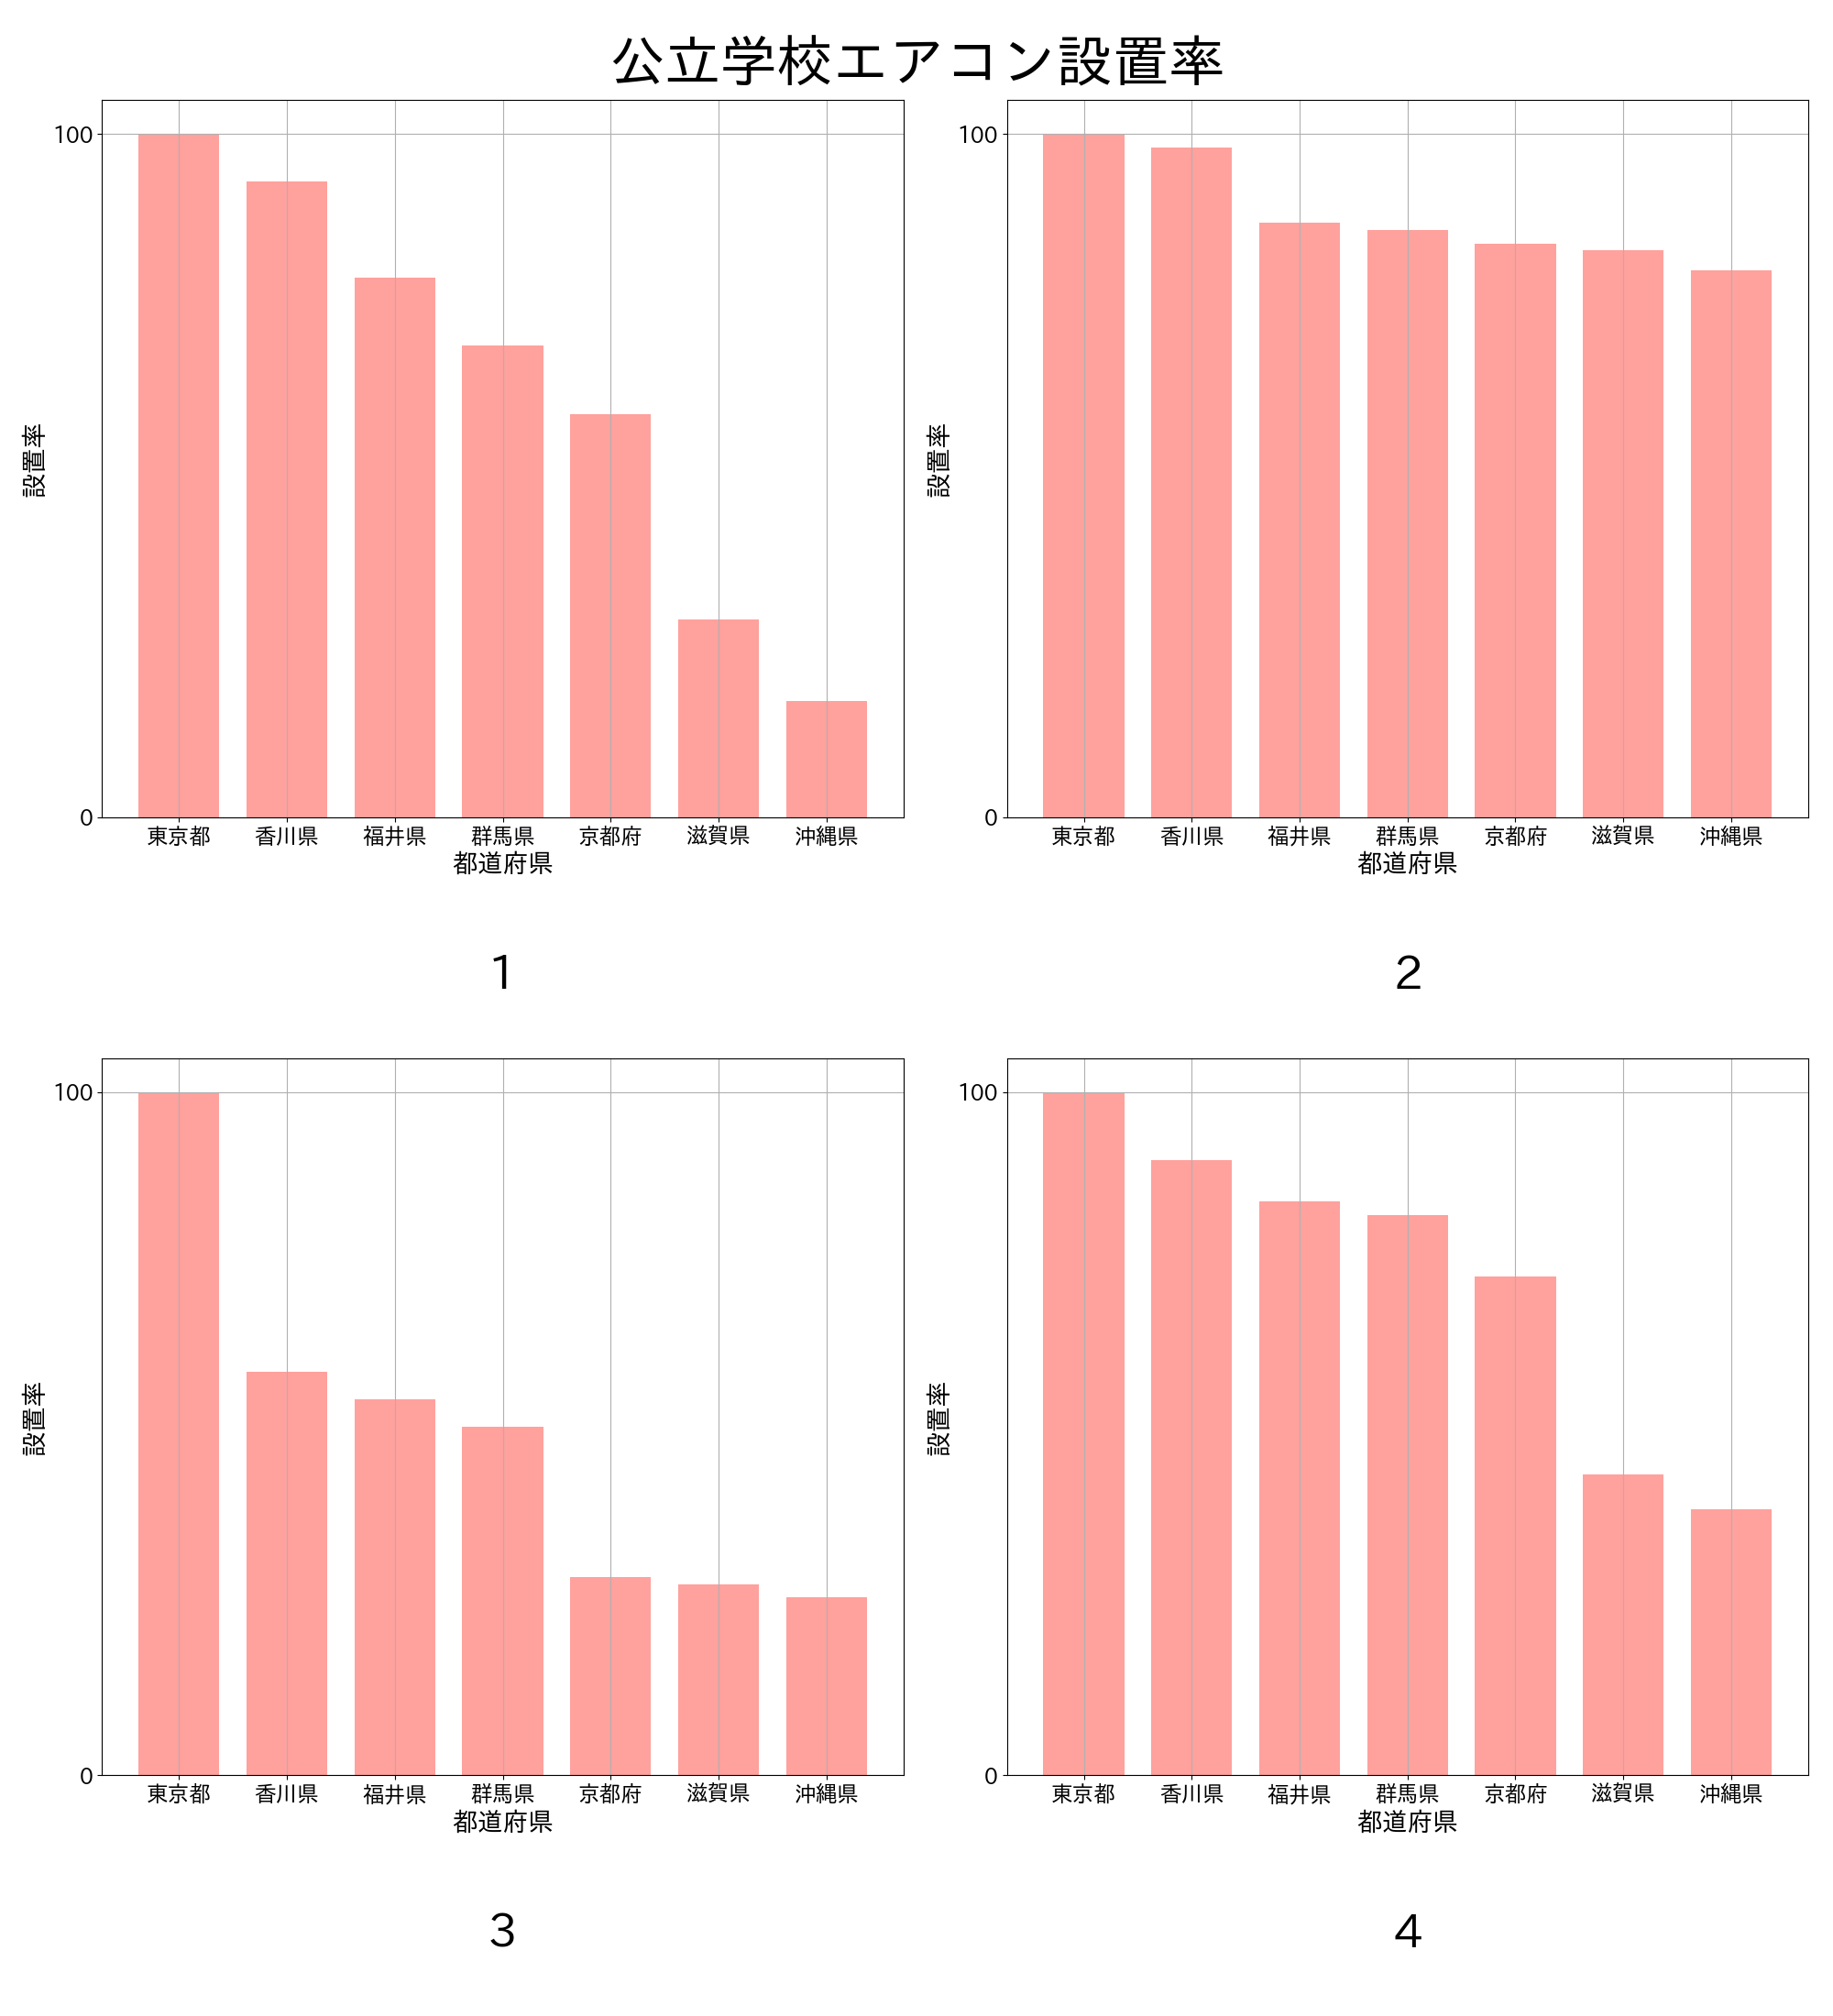 公立学校エアコン設置率
100
0
設置率
東京都 香川県 福井県 群馬県 京都府 滋賀県 沖縄県
都道府県
1
100
0
設置率
東京都 香川県 福井県 群馬県 京都府 滋賀県 沖縄県
都道府県
2
100
0
設置率
東京都 香川県 福井県 群馬県 京都府 滋賀県 沖縄県
都道府県
3
100
0
設置率
東京都 香川県 福井県 群馬県 京都府 滋賀県 沖縄県
都道府県
4